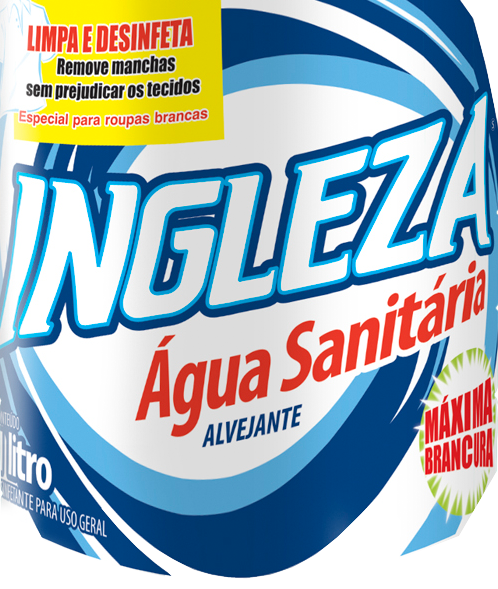 LIMPA E DESINFETA
Remove manchas
sem prejudicar os tecidos
Especial para roupas brancas
INGLEZA
Água Sanitária
ALVEJANTE
MÁXIMA
BRANCURA
litro
PARA USO GERAL